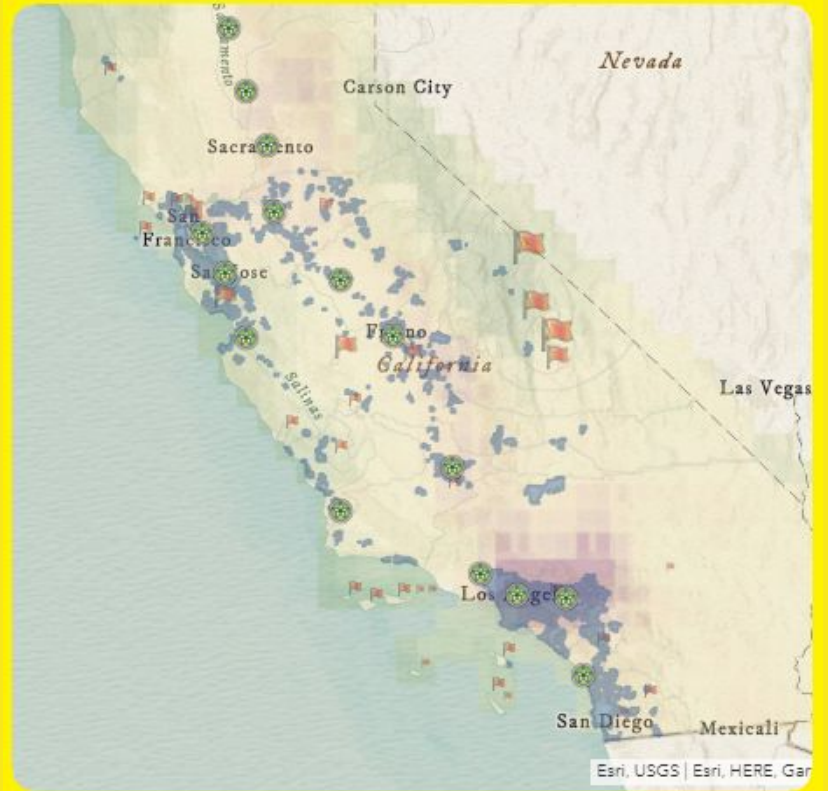 Nevada
Carson City
Sacramento
San
Francisco
San Jose
Fresno
California
Salinas
Las Vegas
Los Angeles
San Diego
Mexicali
Esri, USGS | Esri, HERE, Gar